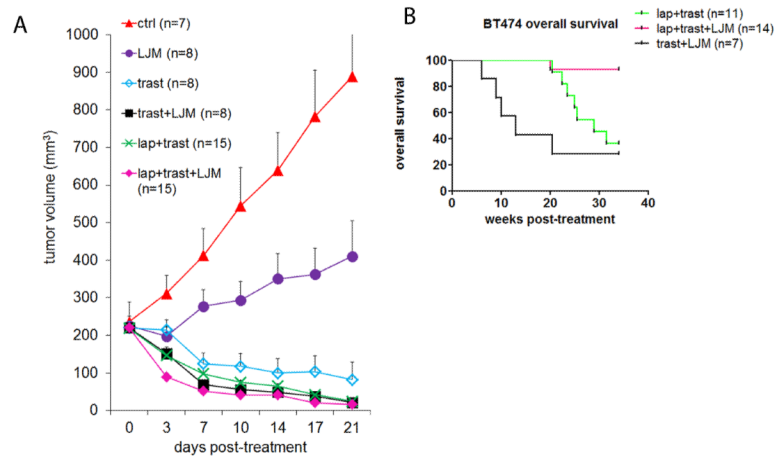 A
ctrl (n=7)
LJM (n=8)
trast (n=8)
trast+LJM (n=8)
lap+trast (n=15)
lap+trast+LJM
(n=15)
tumor volume (mm³)
1000
900
800
700
600
500
400
300
200
100
0
0 3 7 10 14 17 21
days post-treatment
B
BT474 overall survival
lap+trast (n=11)
lap+trast+LJM (n=14)
trast+LJM (n=7)
overall survival
100
80
60
40
20
0
0 10 20 30 40
weeks post-treatment